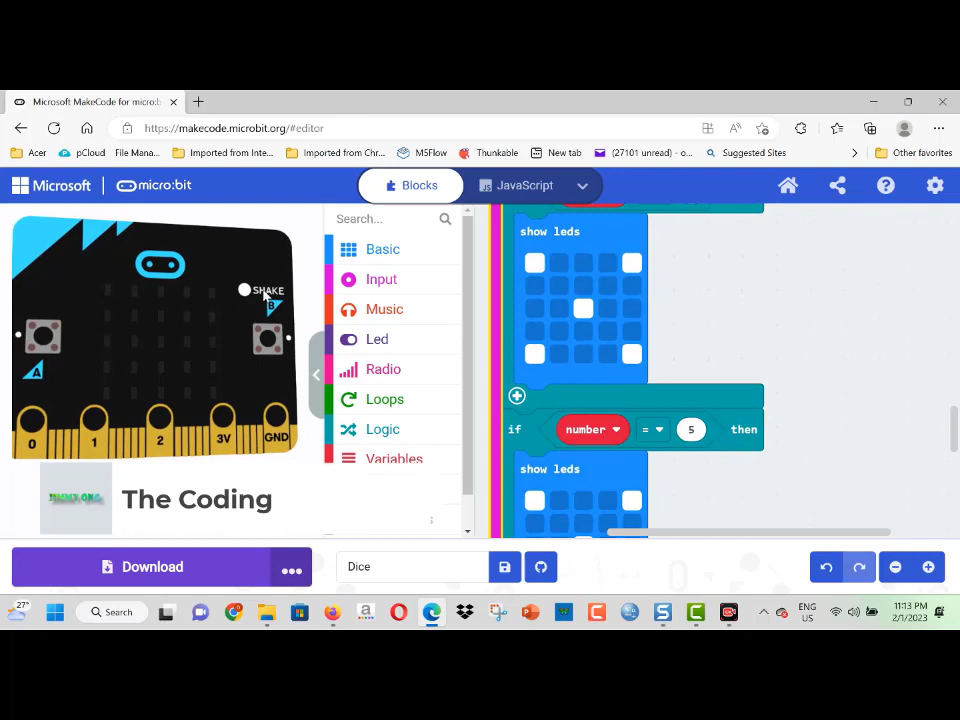 Microsoft MakeCode for micro:b
https://makecode.microbit.org/#editor
Acer pCloud File Mana... Imported from Inte... Imported from Chr... M5Flow Thunkable New tab (27101 unread) - o... Suggested Sites Other favorites
Microsoft micro:bit Blocks JavaScript
Search...
Basic
Input
Music
Led
Radio
Loops
Logic
Variables
SHAKE
B
A
0 1 2 3V GND
show leds
if number = 5 then
show leds
JIMMY ONG
The Coding
Download ... Dice
27° Search ENG US 11:13 PM 2/1/2023